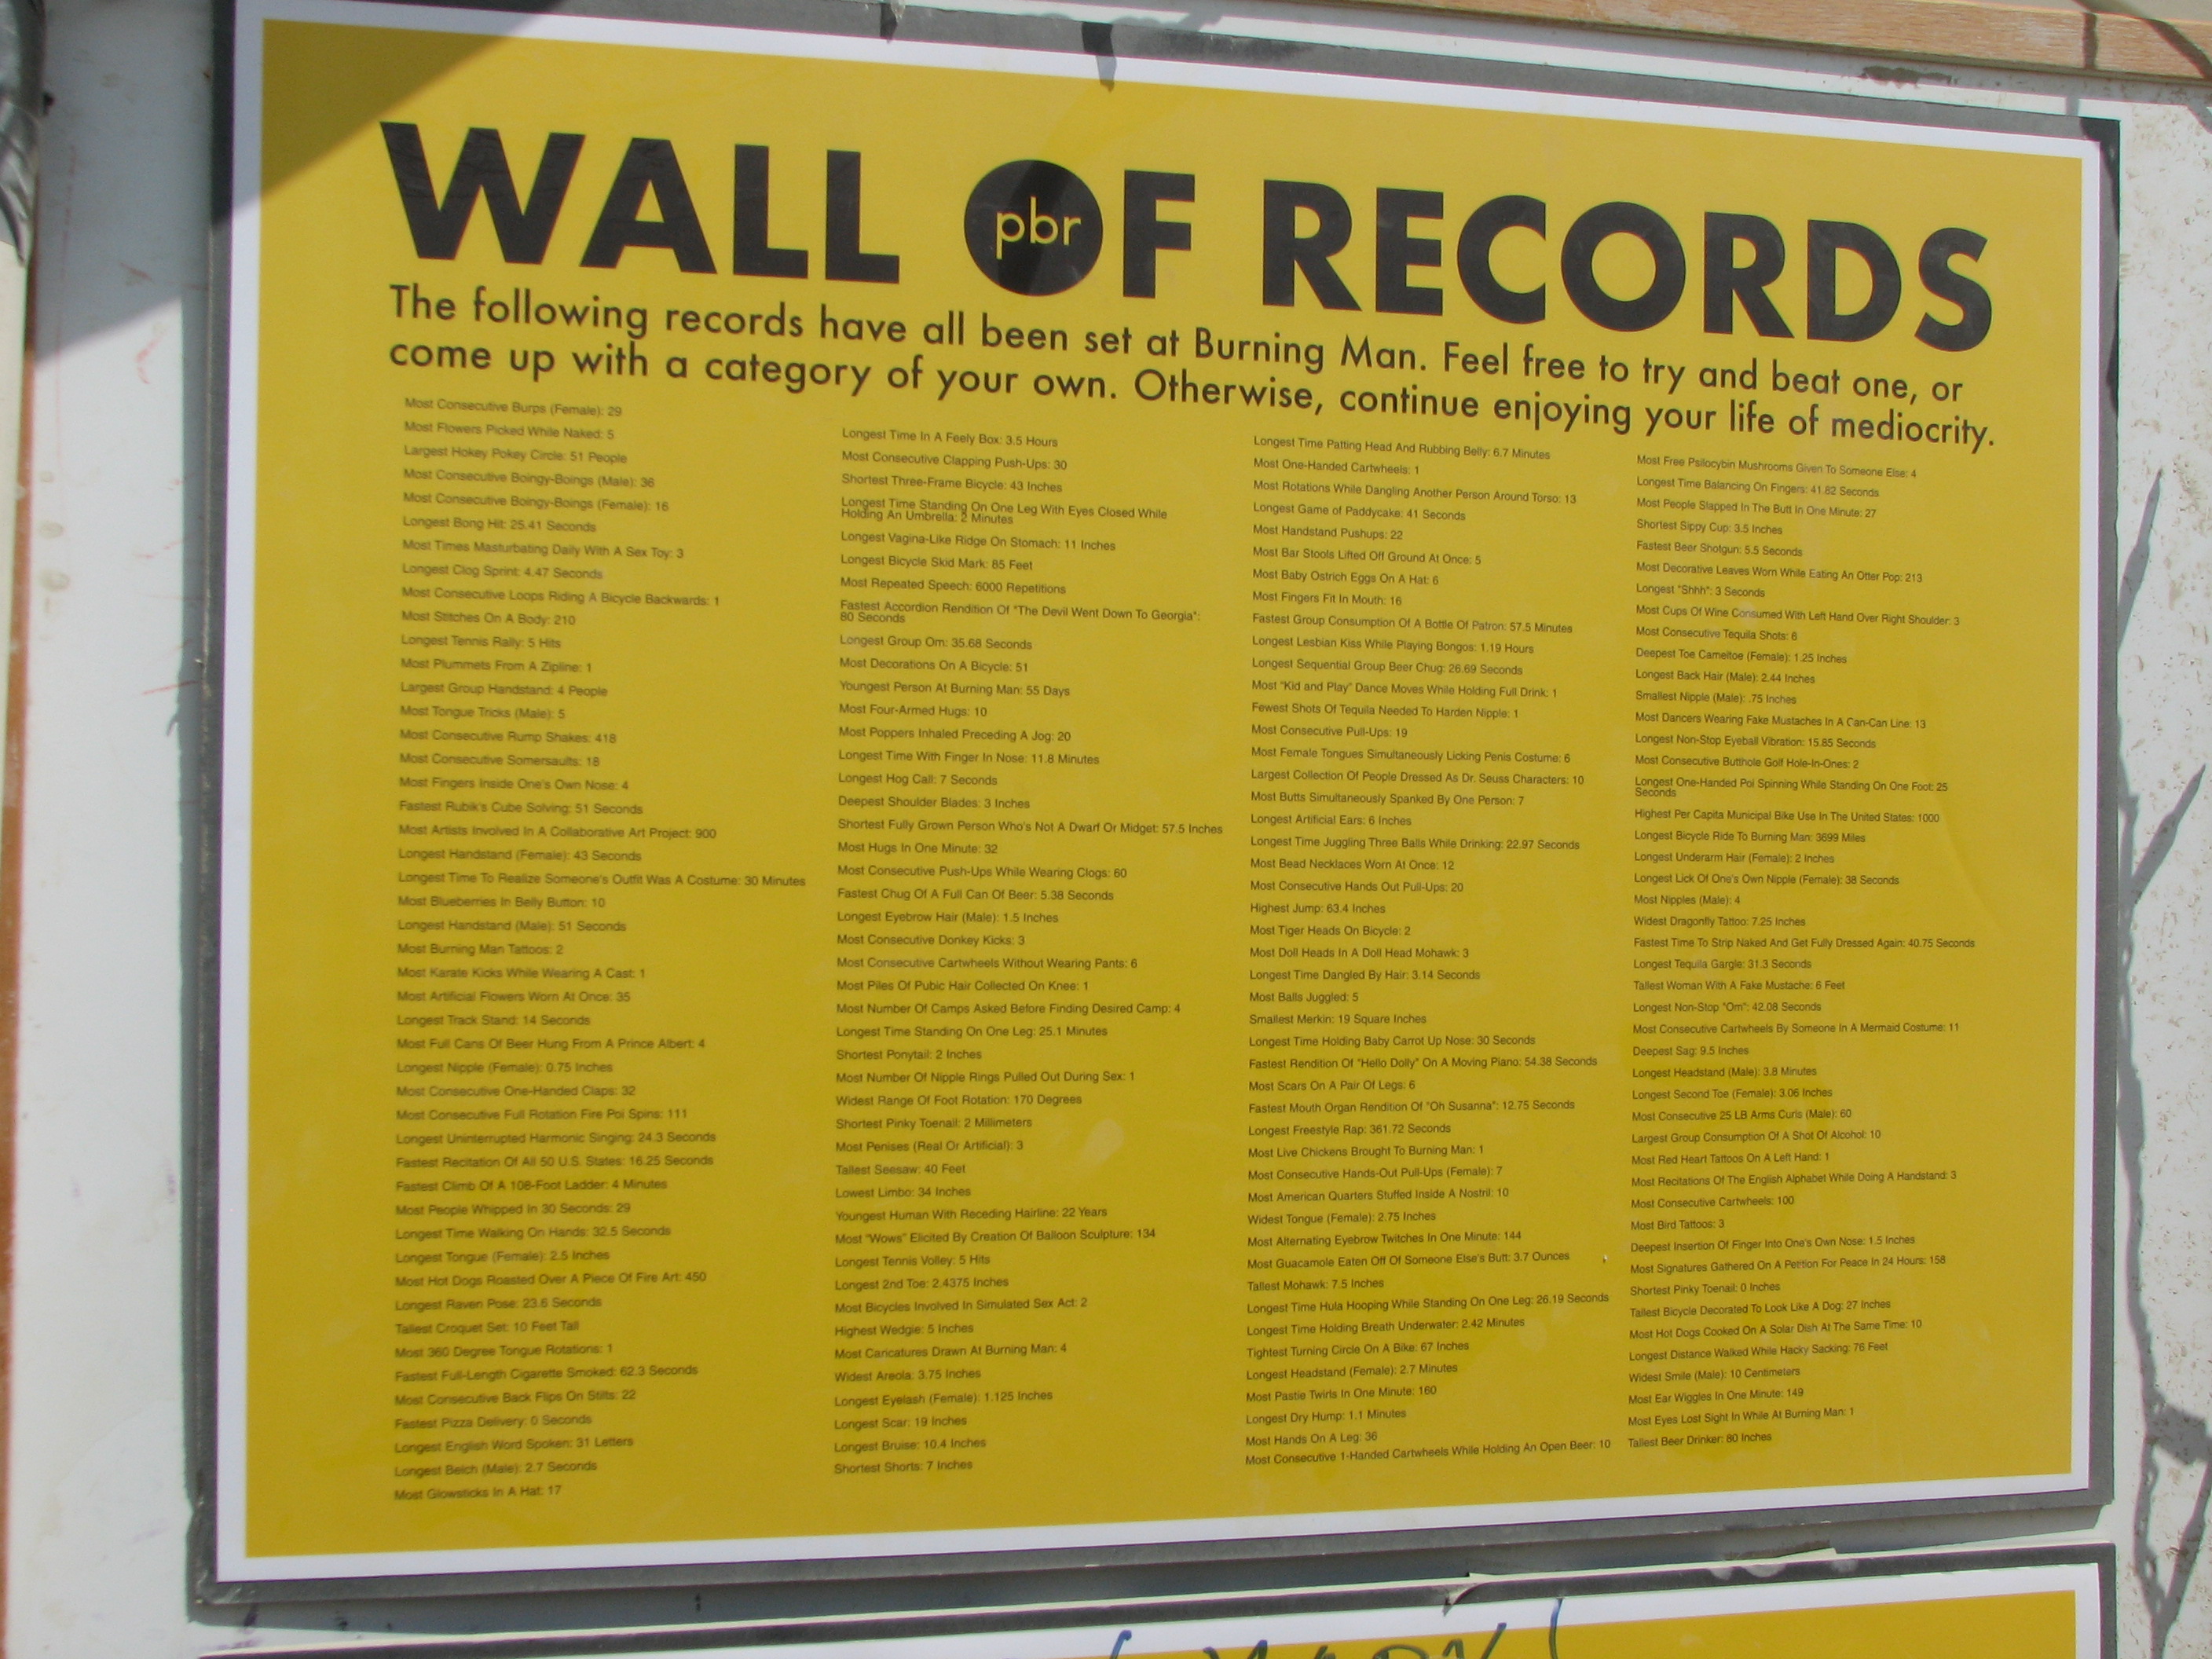 WALL OF RECORDS
pbr
The following records have all been set at Burning Man. Feel free to try and beat one, or
come up with a category of your own. Otherwise, continue enjoying your life of mediocrity.
Most Consecutive Burps (Female): 29
Most Flowers Picked While Naked: 5
Largest Hokey Pokey Circle: 51 People
Most Consecutive Boingy-Boings (Male): 36
Most Consecutive Boingy-Boings (Female): 16
Longest Bong Hit: 25.41 Seconds
Most Times Masturbating Daily With A Sex Toy: 3
Longest Clog Sprint: 4.47 Seconds
Most Consecutive Loops Riding A Bicycle Backwards: 1
Most Stitches On A Body: 210
Longest Tennis Rally: 5 Hits
Most Plummets From A Zipline: 1
Largest Group Handstand: 4 People
Most Tongue Tricks (Male): 5
Most Consecutive Rump Shakes: 418
Most Consecutive Somersaults: 18
Most Fingers Inside One's Own Nose: 4
Fastest Rubik's Cube Solving: 51 Seconds
Most Artists Involved In A Collaborative Art Project: 900
Longest Handstand (Female): 43 Seconds
Longest Time To Realize Someone's Outfit Was A Costume: 30 Minutes
Most Blueberries In Belly Button: 10
Longest Handstand (Male): 51 Seconds
Most Burning Man Tattoos: 2
Most Karate Kicks While Wearing A Cast: 1
Most Artificial Flowers Worn At Once: 35
Longest Track Stand: 14 Seconds
Most Full Cans Of Beer Hung From A Prince Albert: 4
Longest Nipple (Female): 0.75 Inches
Most Consecutive One-Handed Claps: 32
Most Consecutive Full Rotation Fire Poi Spins: 111
Longest Uninterrupted Harmonic Singing: 24.3 Seconds
Fastest Recitation Of All 50 U.S. States: 16.25 Seconds
Fastest Climb Of A 108-Foot Ladder: 4 Minutes
Most People Whipped In 30 Seconds: 29
Longest Time Walking On Hands: 32.5 Seconds
Longest Tongue (Female): 2.5 Inches
Most Hot Dogs Roasted Over A Piece Of Fire Art: 450
Longest Raven Pose: 23.6 Seconds
Tallest Croquet Set: 10 Feet Tall
Most 360 Degree Tongue Rotations: 1
Fastest Full-Length Cigarette Smoked: 62.3 Seconds
Most Consecutive Back Flips On Stilts: 22
Fastest Pizza Delivery: 0 Seconds
Longest English Word Spoken: 31 Letters
Longest Belch (Male): 2.7 Seconds
Most Glowsticks In A Hat: 17
Longest Time In A Feely Box: 3.5 Hours
Most Consecutive Clapping Push-Ups: 30
Shortest Three-Frame Bicycle: 43 Inches
Longest Time Standing On One Leg With Eyes Closed While
Holding An Umbrella: 2 Minutes
Longest Vagina-Like Ridge On Stomach: 11 Inches
Longest Bicycle Skid Mark: 85 Feet
Most Repeated Speech: 6000 Repetitions
Fastest Accordion Rendition Of "The Devil Went Down To Georgia":
80 Seconds
Longest Group Om: 35.68 Seconds
Most Decorations On A Bicycle: 51
Youngest Person At Burning Man: 55 Days
Most Four-Armed Hugs: 10
Most Poppers Inhaled Preceding A Jog: 20
Longest Time With Finger In Nose: 11.8 Minutes
Longest Hog Call: 7 Seconds
Deepest Shoulder Blades: 3 Inches
Shortest Fully Grown Person Who's Not A Dwarf Or Midget: 57.5 Inches
Most Hugs In One Minute: 32
Most Consecutive Push-Ups While Wearing Clogs: 60
Fastest Chug Of A Full Can Of Beer: 5.38 Seconds
Longest Eyebrow Hair (Male): 1.5 Inches
Most Consecutive Donkey Kicks: 3
Most Consecutive Cartwheels Without Wearing Pants: 6
Most Piles Of Pubic Hair Collected On Knee: 1
Most Number Of Camps Asked Before Finding Desired Camp: 4
Longest Time Standing On One Leg: 25.1 Minutes
Shortest Ponytail: 2 Inches
Most Number Of Nipple Rings Pulled Out During Sex: 1
Widest Range Of Foot Rotation: 170 Degrees
Shortest Pinky Toenail: 2 Millimeters
Most Penises (Real Or Artificial): 3
Tallest Seesaw: 40 Feet
Lowest Limbo: 34 Inches
Youngest Human With Receding Hairline: 22 Years
Most "Wows" Elicited By Creation Of Balloon Sculpture: 134
Longest Tennis Volley: 5 Hits
Longest 2nd Toe: 2.4375 Inches
Most Bicycles Involved In Simulated Sex Act: 2
Highest Wedgie: 5 Inches
Most Caricatures Drawn At Burning Man: 4
Widest Areola: 3.75 Inches
Longest Eyelash (Female): 1.125 Inches
Longest Scar: 19 Inches
Longest Bruise: 10.4 Inches
Shortest Shorts: 7 Inches
Longest Time Patting Head And Rubbing Belly: 6.7 Minutes
Most One-Handed Cartwheels: 1
Most Rotations While Dangling Another Person Around Torso: 13
Longest Game of Paddycake: 41 Seconds
Most Handstand Pushups: 22
Most Bar Stools Lifted Off Ground At Once: 5
Most Baby Ostrich Eggs On A Hat: 6
Most Fingers Fit In Mouth: 16
Fastest Group Consumption Of A Bottle Of Patron: 57.5 Minutes
Longest Lesbian Kiss While Playing Bongos: 1.19 Hours
Longest Sequential Group Beer Chug: 26.69 Seconds
Most "Kid and Play" Dance Moves While Holding Full Drink: 1
Fewest Shots Of Tequila Needed To Harden Nipple: 1
Most Consecutive Pull-Ups: 19
Most Female Tongues Simultaneously Licking Penis Costume: 6
Largest Collection Of People Dressed As Dr. Seuss Characters: 10
Most Butts Simultaneously Spanked By One Person: 7
Longest Artificial Ears: 6 Inches
Longest Time Juggling Three Balls While Drinking: 22.97 Seconds
Most Bead Necklaces Worn At Once: 12
Most Consecutive Hands Out Pull-Ups: 20
Highest Jump: 63.4 Inches
Most Tiger Heads On Bicycle: 2
Most Doll Heads In A Doll Head Mohawk: 3
Longest Time Dangled By Hair: 3.14 Seconds
Most Balls Juggled: 5
Smallest Merkin: 19 Square Inches
Longest Time Holding Baby Carrot Up Nose: 30 Seconds
Fastest Rendition Of "Hello Dolly" On A Moving Piano: 54.38 Seconds
Most Scars On A Pair Of Legs: 6
Fastest Mouth Organ Rendition Of "Oh Susanna": 12.75 Seconds
Longest Freestyle Rap: 361.72 Seconds
Most Live Chickens Brought To Burning Man: 1
Most Consecutive Hands-Out Pull-Ups (Female): 7
Most American Quarters Stuffed Inside A Nostril: 10
Widest Tongue (Female): 2.75 Inches
Most Alternating Eyebrow Twitches In One Minute: 144
Most Guacamole Eaten Off Of Someone Else's Butt: 3.7 Ounces
Tallest Mohawk: 7.5 Inches
Longest Time Hula Hooping While Standing On One Leg: 26.19 Seconds
Longest Time Holding Breath Underwater: 2.42 Minutes
Tightest Turning Circle On A Bike: 67 Inches
Longest Headstand (Female): 2.7 Minutes
Most Pastie Twirls In One Minute: 160
Longest Dry Hump: 1.1 Minutes
Most Hands On A Leg: 36
Most Consecutive 1-Handed Cartwheels While Holding An Open Beer: 10
Most Free Psilocybin Mushrooms Given To Someone Else: 4
Longest Time Balancing On Fingers: 41.82 Seconds
Most People Slapped In The Butt In One Minute: 27
Shortest Sippy Cup: 3.5 Inches
Fastest Beer Shotgun: 5.5 Seconds
Most Decorative Leaves Worn While Eating An Otter Pop: 213
Longest "Shhh": 3 Seconds
Most Cups Of Wine Consumed With Left Hand Over Right Shoulder: 3
Most Consecutive Tequila Shots: 6
Deepest Toe Cameltoe (Female): 1.25 Inches
Longest Back Hair (Male): 2.44 Inches
Smallest Nipple (Male): .75 Inches
Most Dancers Wearing Fake Mustaches In A Can-Can Line: 13
Longest Non-Stop Eyeball Vibration: 15.85 Seconds
Most Consecutive Butthole Golf Hole-In-Ones: 2
Longest One-Handed Poi Spinning While Standing On One Foot: 25
Seconds
Highest Per Capita Municipal Bike Use In The United States: 1000
Longest Bicycle Ride To Burning Man: 3699 Miles
Longest Underarm Hair (Female): 2 Inches
Longest Lick Of One's Own Nipple (Female): 38 Seconds
Most Nipples (Male): 4
Widest Dragonfly Tattoo: 7.25 Inches
Fastest Time To Strip Naked And Get Fully Dressed Again: 40.75 Seconds
Longest Tequila Gargle: 31.3 Seconds
Tallest Woman With A Fake Mustache: 6 Feet
Longest Non-Stop "Om": 42.08 Seconds
Most Consecutive Cartwheels By Someone In A Mermaid Costume: 11
Deepest Sag: 9.5 Inches
Longest Headstand (Male): 3.8 Minutes
Longest Second Toe (Female): 3.06 Inches
Most Consecutive 25 LB Arms Curls (Male): 60
Largest Group Consumption Of A Shot Of Alcohol: 10
Most Red Heart Tattoos On A Left Hand: 1
Most Recitations Of The English Alphabet While Doing A Handstand: 3
Most Consecutive Cartwheels: 100
Most Bird Tattoos: 3
Deepest Insertion Of Finger Into One's Own Nose: 1.5 Inches
Most Signatures Gathered On A Petition For Peace In 24 Hours: 158
Shortest Pinky Toenail: 0 Inches
Tallest Bicycle Decorated To Look Like A Dog: 27 Inches
Most Hot Dogs Cooked On A Solar Dish At The Same Time: 10
Longest Distance Walked While Hacky Sacking: 76 Feet
Widest Smile (Male): 10 Centimeters
Most Ear Wiggles In One Minute: 149
Most Eyes Lost Sight In While At Burning Man: 1
Tallest Beer Drinker: 80 Inches